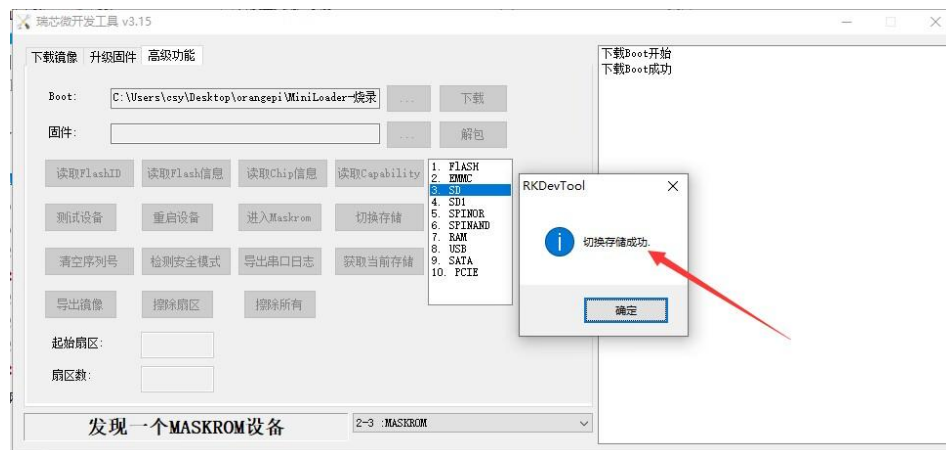 瑞芯微开发工具 v3.15
下载镜像 升级固件 高级功能
Boot: C:\Users\csy\Desktop\orangepi\MiniLoader-烧录 ... 下载
固件: ... 解包
读取FlashID 读取Flash信息 读取Chip信息 读取Capability
测试设备 重启设备 进入Maskrom 切换存储
清空序列号 检测安全模式 导出串口日志 获取当前存储
导出镜像 擦除扇区 擦除所有
起始扇区:
扇区数:
1. FlASH
2. EMMC
3. SD
4. SD1
5. SPINOR
6. SPINAND
7. RAM
8. USB
9. SATA
10. PCIE
发现一个MASKROM设备 2-3 :MASKROM
下载Boot开始
下载Boot成功
RKDevTool
切换存储成功.
确定